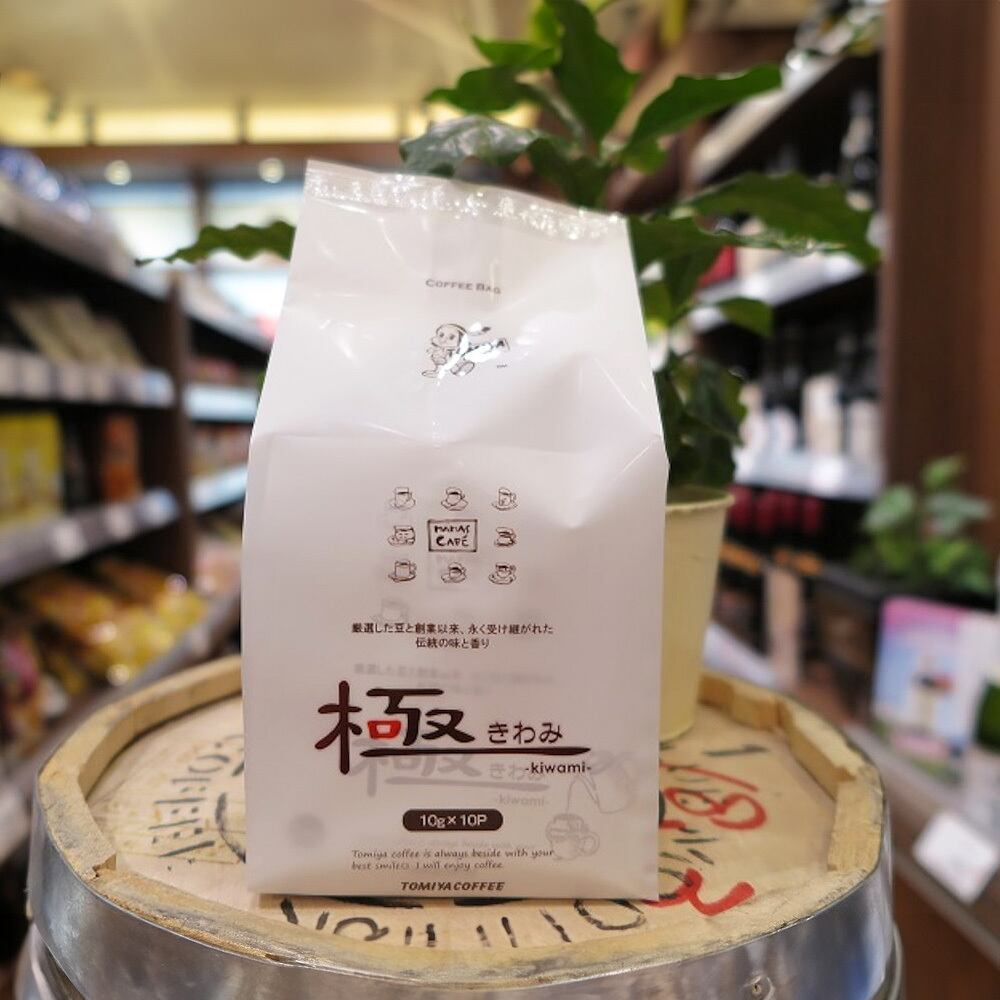 COFFEE BAG
MAMAS
CAFÉ
厳選した豆と創業以来、永く受け継がれた
伝統の味と香り
極 きわみ
-kiwami-
10g×10P
Tomiya coffee is always beside with your
best smiles. I will enjoy coffee
TOMIYACOFFEE